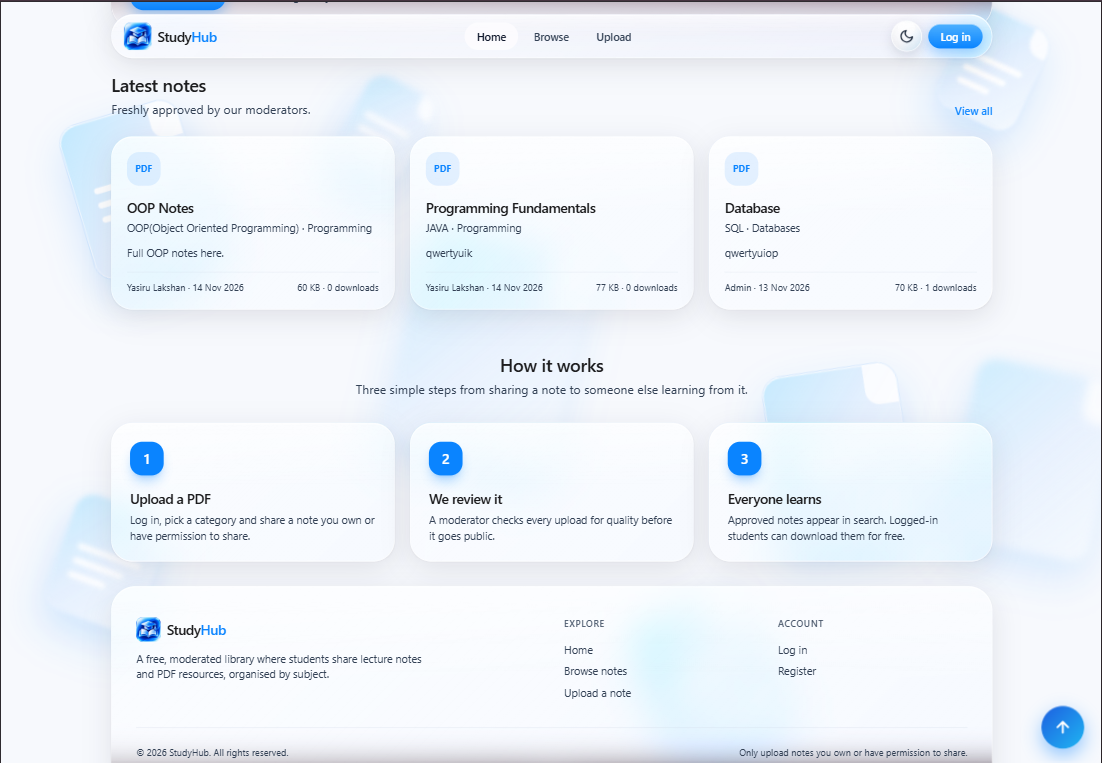 StudyHub
Home
Browse
Upload
Log in
Latest notes
Freshly approved by our moderators.
View all
PDF
OOP Notes
OOP(Object Oriented Programming) · Programming
Full OOP notes here.
Yasiru Lakshan · 14 Nov 2026
60 KB · 0 downloads
PDF
Programming Fundamentals
JAVA · Programming
qwertyuik
Yasiru Lakshan · 14 Nov 2026
77 KB · 0 downloads
PDF
Database
SQL · Databases
qwertyuiop
Admin · 13 Nov 2026
70 KB · 1 downloads
How it works
Three simple steps from sharing a note to someone else learning from it.
1
Upload a PDF
Log in, pick a category and share a note you own or
have permission to share.
2
We review it
A moderator checks every upload for quality before
it goes public.
3
Everyone learns
Approved notes appear in search. Logged-in
students can download them for free.
StudyHub
A free, moderated library where students share lecture notes
and PDF resources, organised by subject.
EXPLORE
Home
Browse notes
Upload a note
ACCOUNT
Log in
Register
© 2026 StudyHub. All rights reserved.
Only upload notes you own or have permission to share.